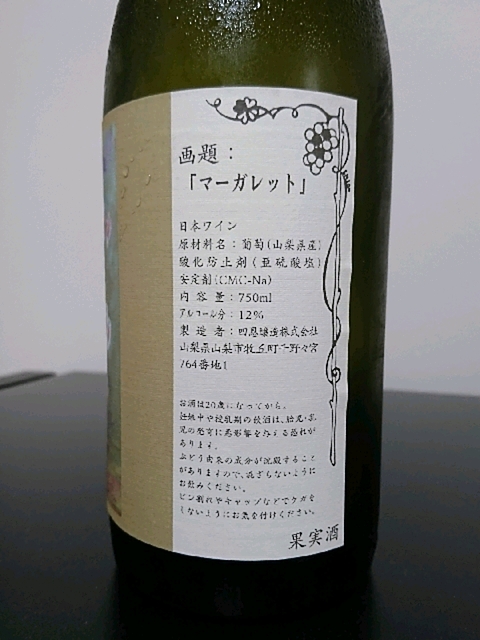 画題：
「マーガレット」
日本ワイン
原材料名：葡萄(山梨県産)
酸化防止剤(亜硫酸塩)
安定剤(CMC-Na)
内容量：750ml
アルコール分：12%
製造者：四恩醸造株式会社
山梨県山梨市牧丘町千野々宮
764番地1
お酒は20歳になってから。
妊娠中や授乳期の飲酒は、胎児・乳
児の発育に悪影響を与える恐れが
あります。
ぶどう由来の成分が沈殿すること
がありますので、混ざらないように
お飲みください。
ビン割れやキャップなどでケガを
しないようにお気を付けください。
果実酒